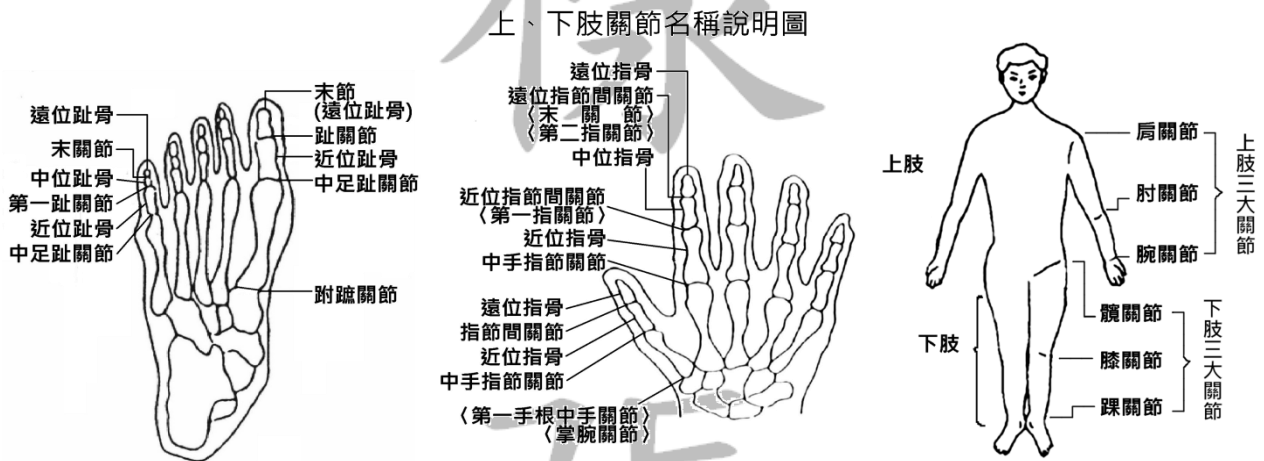 上、下肢關節名稱說明圖
遠位趾骨
末關節
中位趾骨
第一趾關節
近位趾骨
中足趾關節
末節
(遠位趾骨)
趾關節
近位趾骨
中足趾關節
跗蹠關節
遠位指骨
遠位指節間關節
〈末關節〉
〈第二指關節〉
中位指骨
近位指節間關節
〈第一指關節〉
近位指骨
中手指節關節
遠位指骨
指節間關節
近位指骨
中手指節關節
〈第一手根中手關節〉
〈掌腕關節〉
上肢
下肢
肩關節
肘關節
腕關節
上肢三大關節
髖關節
膝關節
踝關節
下肢三大關節